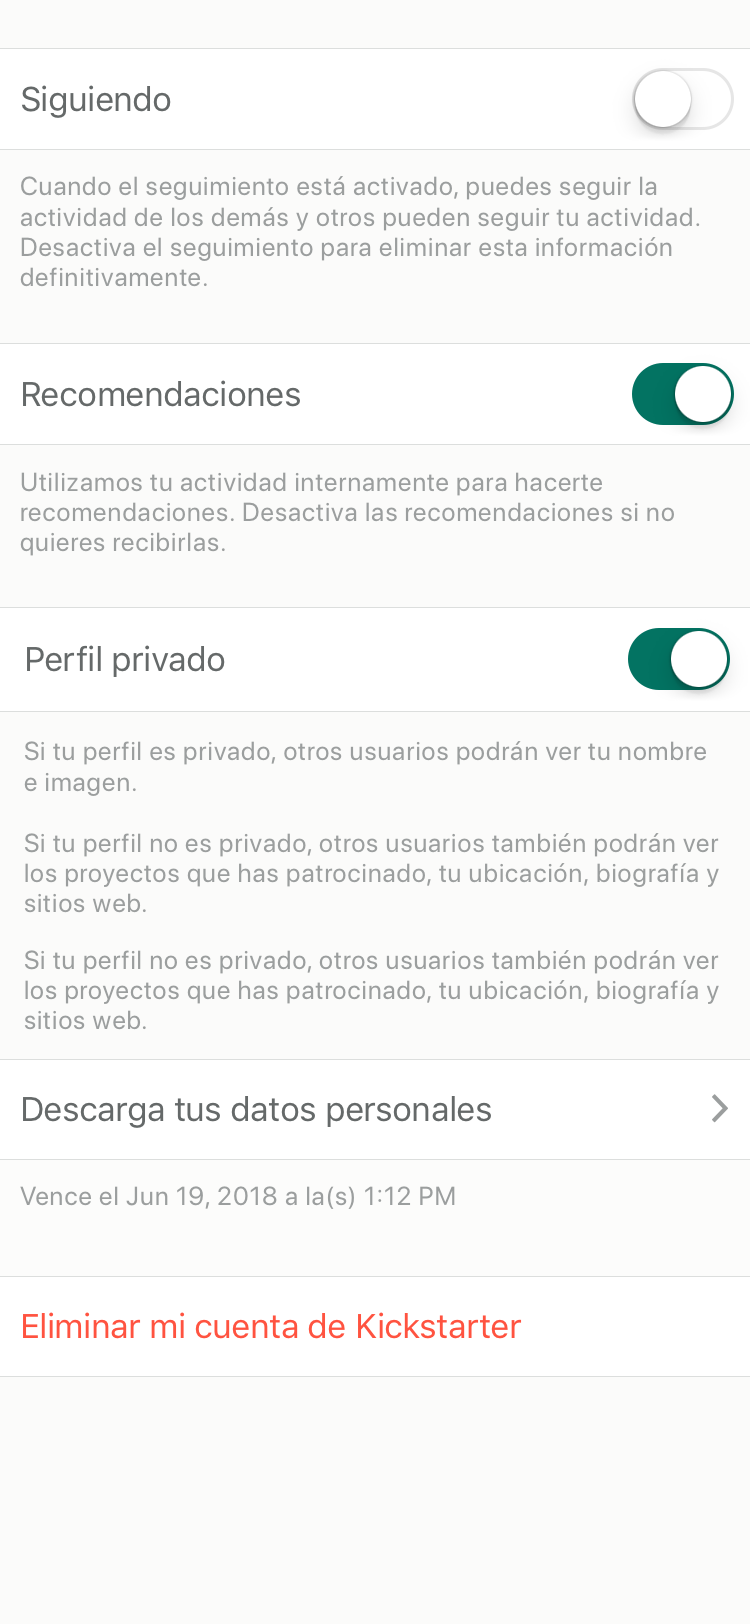 Siguiendo
Cuando el seguimiento está activado, puedes seguir la
actividad de los demás y otros pueden seguir tu actividad.
Desactiva el seguimiento para eliminar esta información
definitivamente.
Recomendaciones
Utilizamos tu actividad internamente para hacerte
recomendaciones. Desactiva las recomendaciones si no
quieres recibirlas.
Perfil privado
Si tu perfil es privado, otros usuarios podrán ver tu nombre
e imagen.
Si tu perfil no es privado, otros usuarios también podrán ver
los proyectos que has patrocinado, tu ubicación, biografía y
sitios web.
Si tu perfil no es privado, otros usuarios también podrán ver
los proyectos que has patrocinado, tu ubicación, biografía y
sitios web.
Descarga tus datos personales
Vence el Jun 19, 2018 a la(s) 1:12 PM
Eliminar mi cuenta de Kickstarter